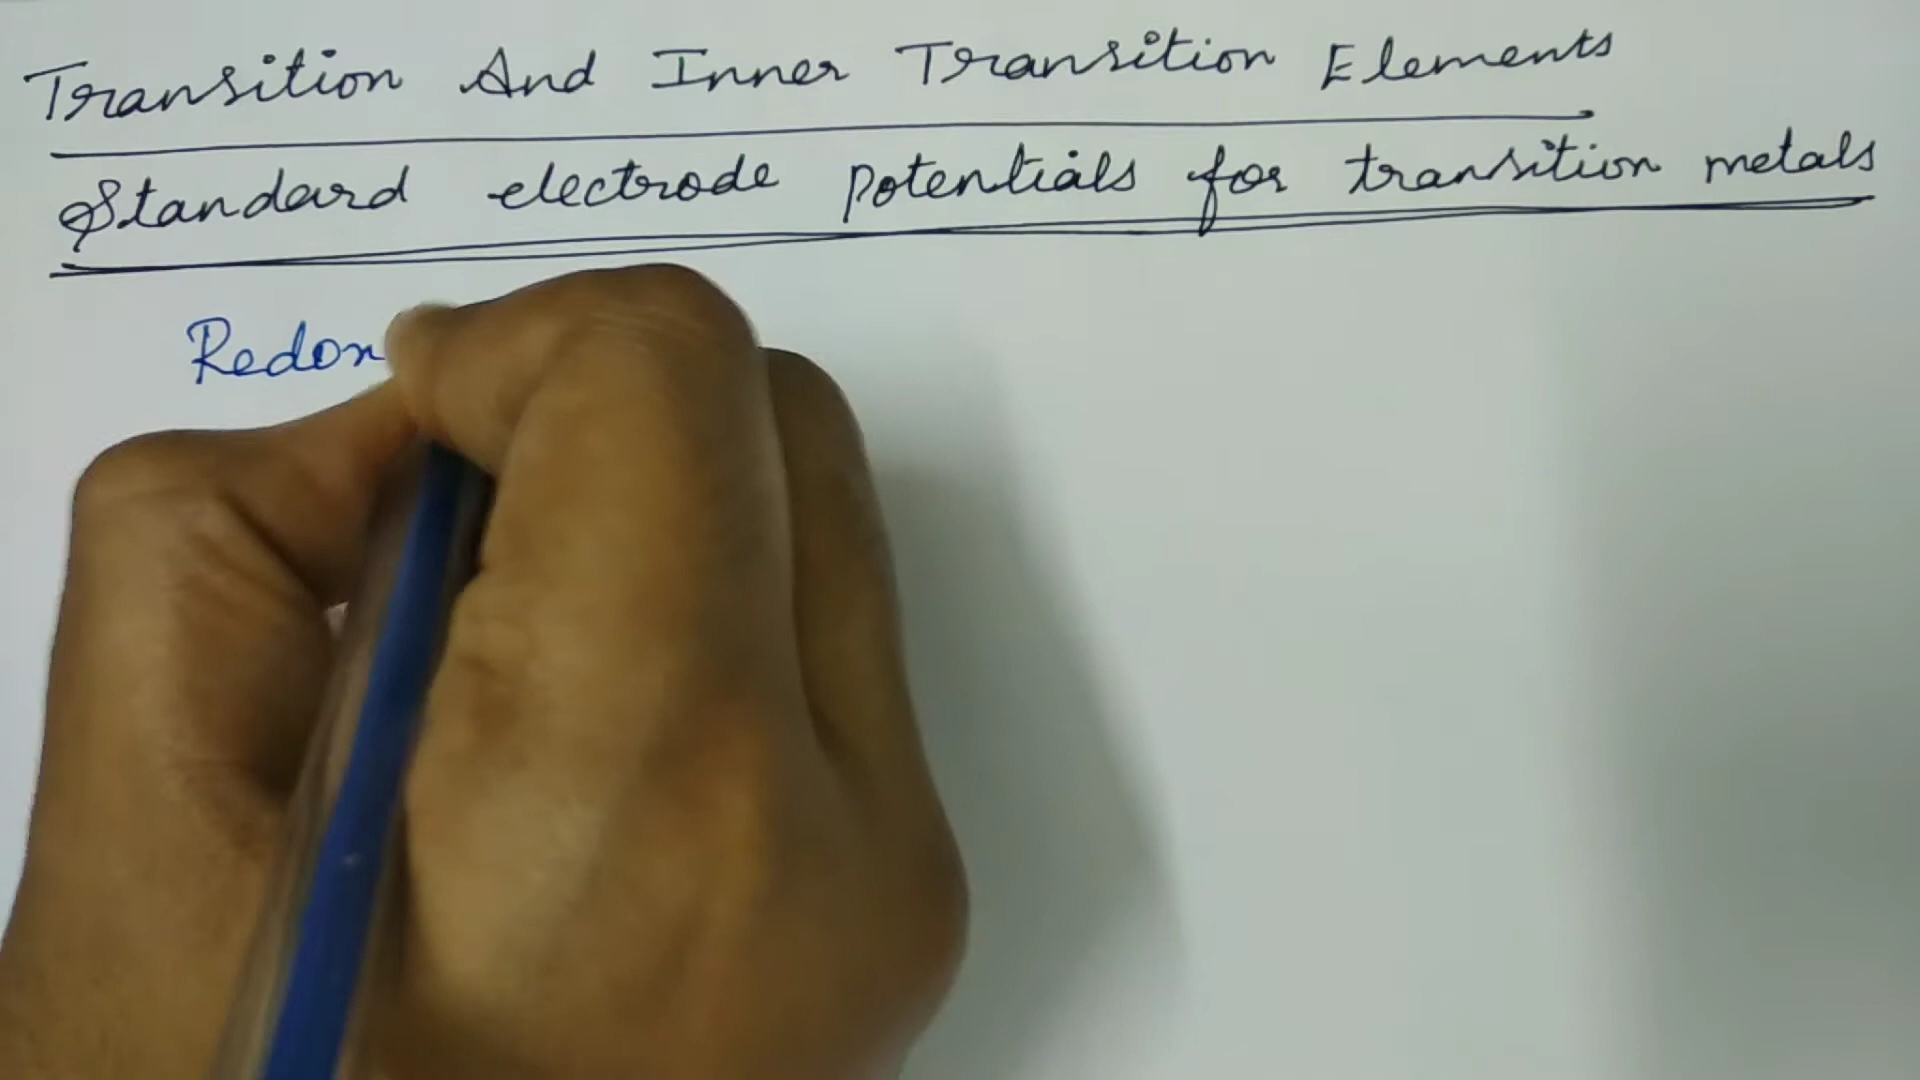 Transition And Inner Transition Elements
Standard electrode potentials for transition metals
Redox